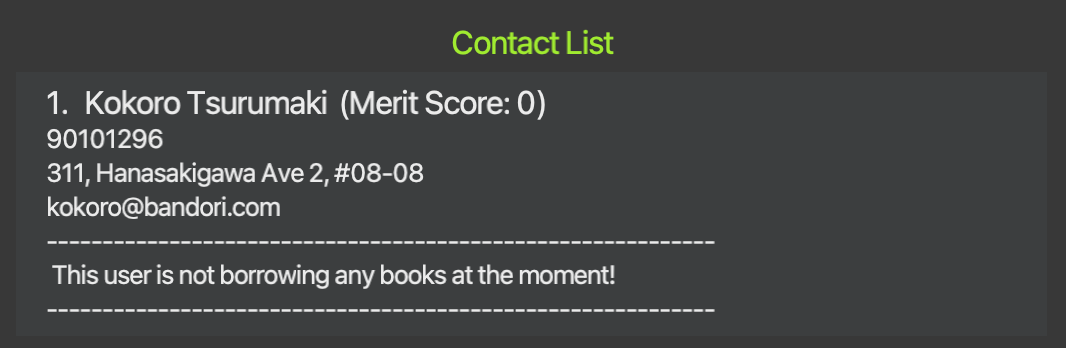 Contact List
1. Kokoro Tsurumaki (Merit Score: 0)
90101296
311, Hanasakigawa Ave 2, #08-08
kokoro@bandori.com
------------------------------------------------------------
This user is not borrowing any books at the moment!
------------------------------------------------------------